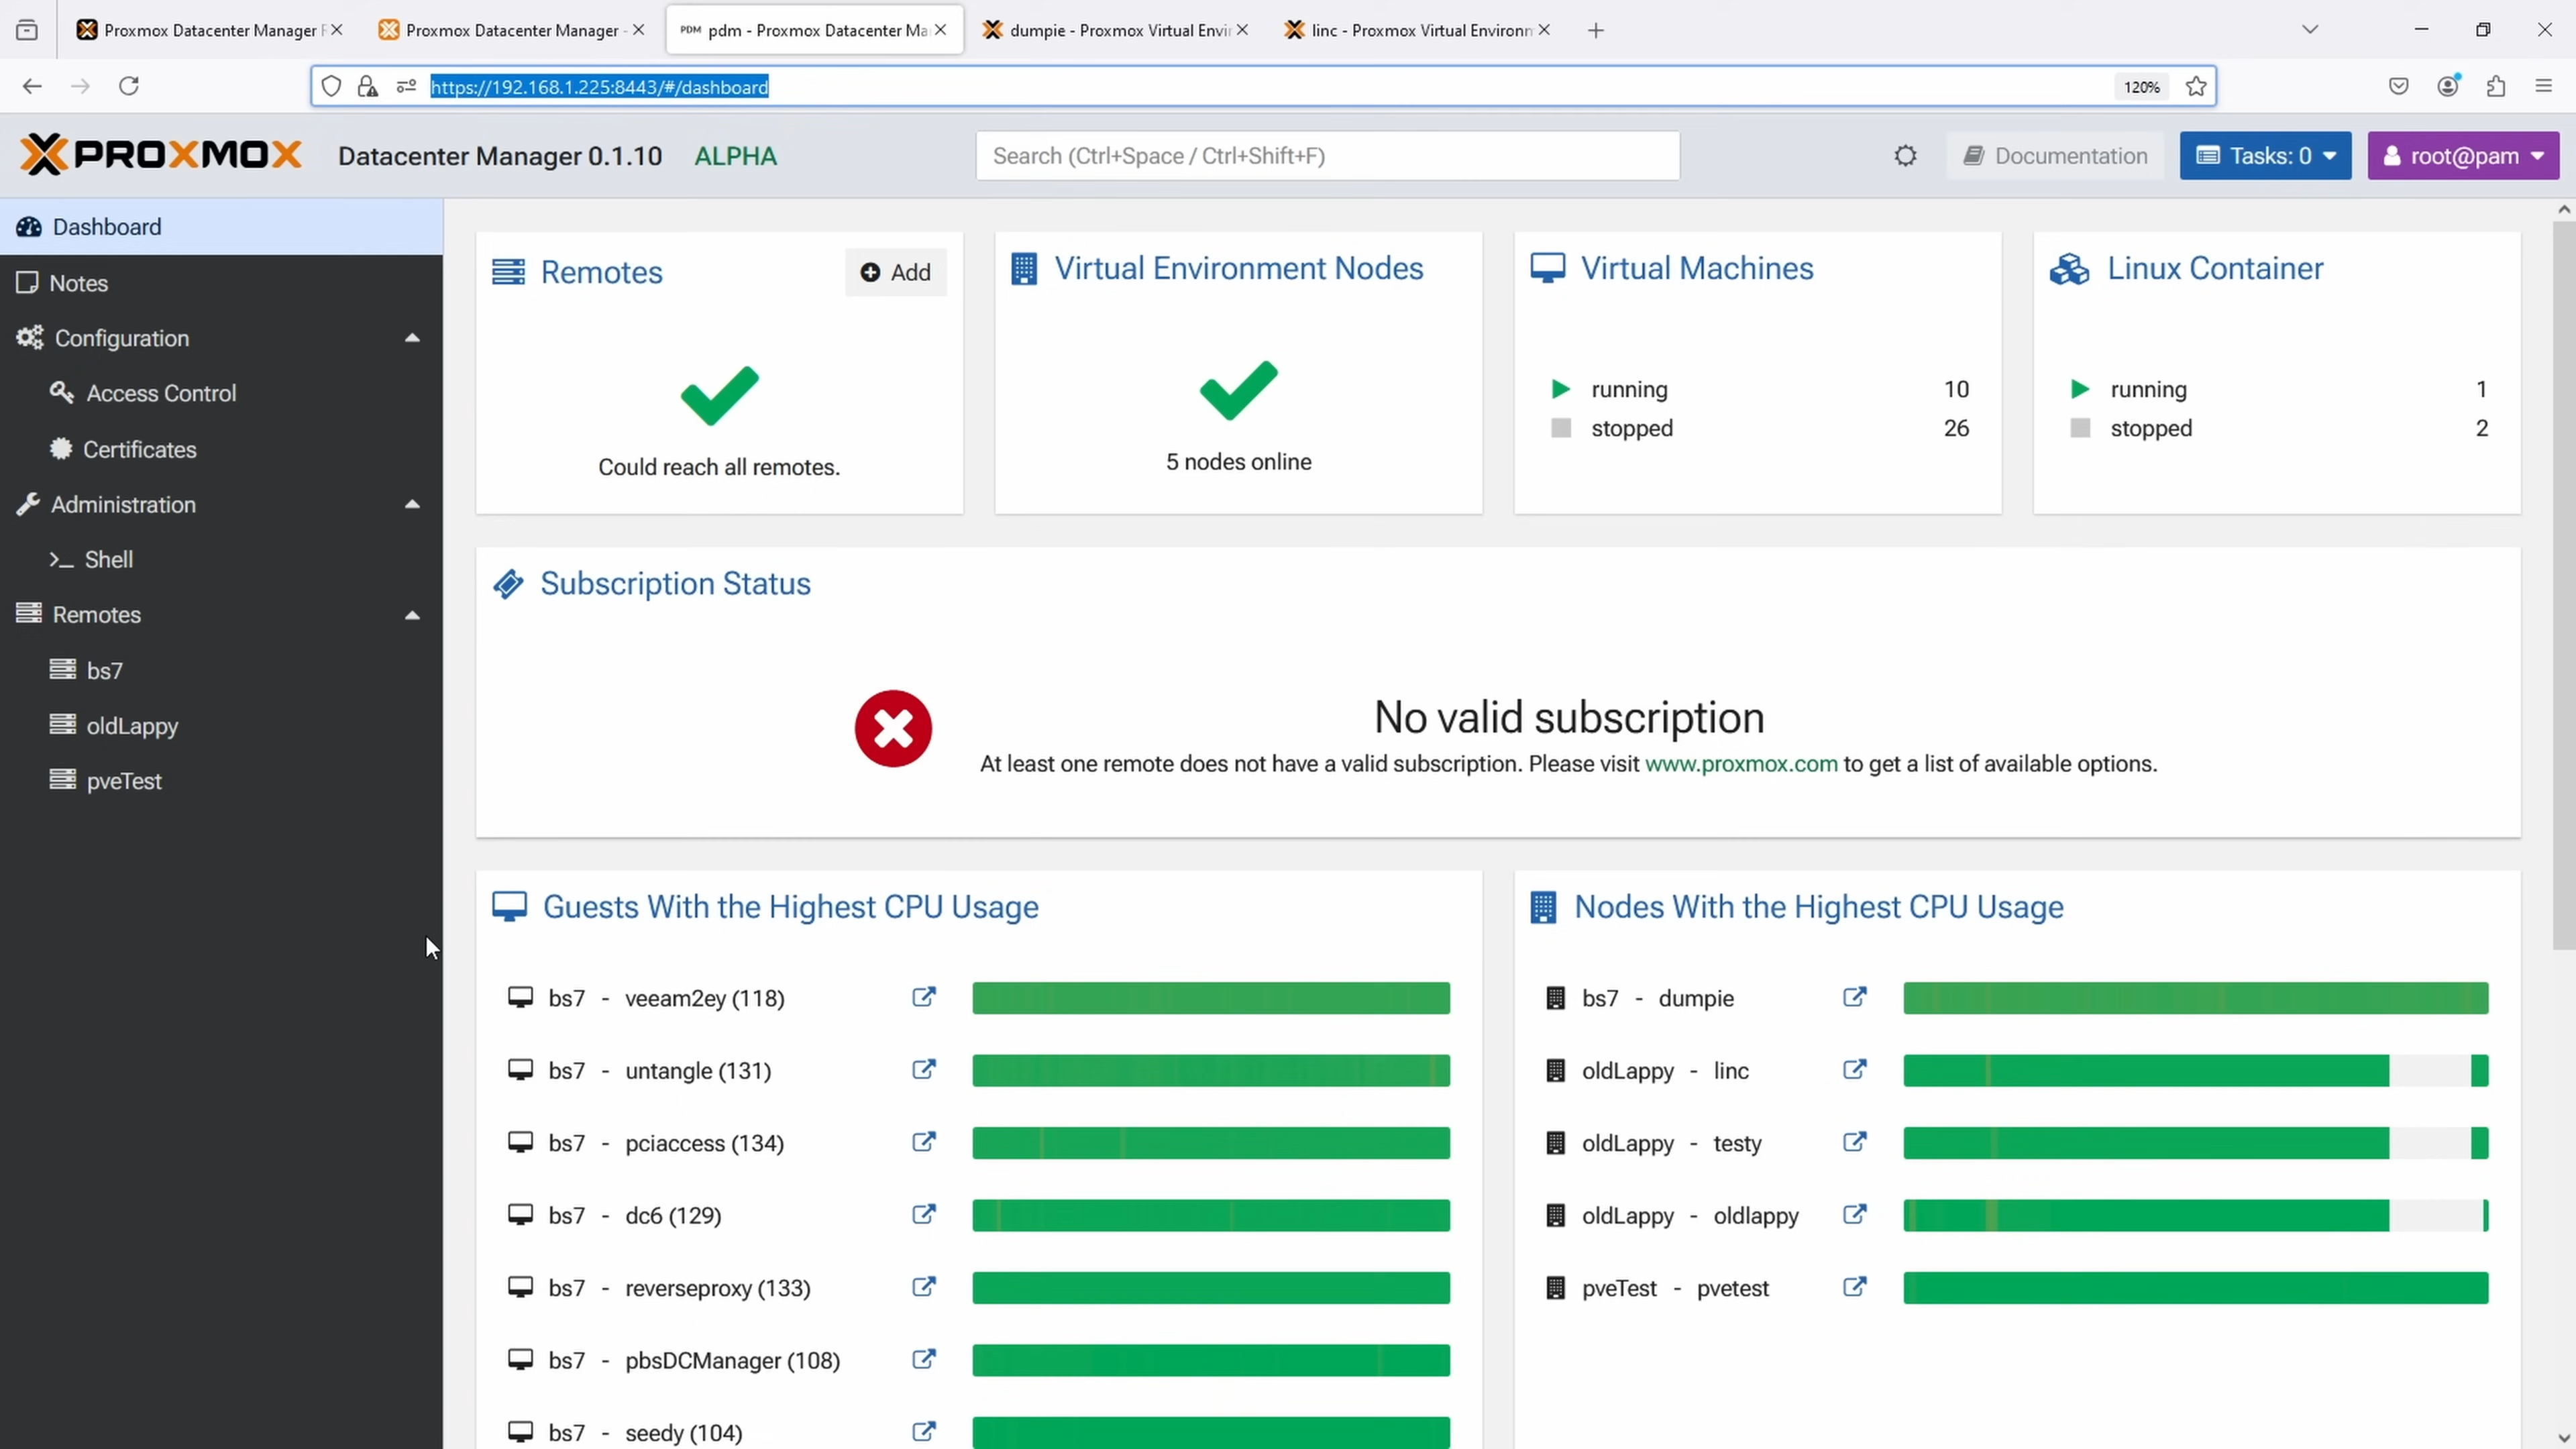 Proxmox Datacenter Manager
Proxmox Datacenter Manager -
PDM pdm - Proxmox Datacenter Ma
dumpie - Proxmox Virtual Envi
linc - Proxmox Virtual Environ
https://192.168.1.225:8443/#/dashboard
120%
PROXMOX
Datacenter Manager 0.1.10 ALPHA
Search (Ctrl+Space / Ctrl+Shift+F)
Documentation
Tasks: 0
root@pam
Dashboard
Notes
Configuration
Access Control
Certificates
Administration
Shell
Remotes
bs7
oldLappy
pveTest
Remotes
Add
Could reach all remotes.
Virtual Environment Nodes
5 nodes online
Virtual Machines
running 10
stopped 26
Linux Container
running 1
stopped 2
Subscription Status
No valid subscription
At least one remote does not have a valid subscription. Please visit www.proxmox.com to get a list of available options.
Guests With the Highest CPU Usage
bs7 - veeam2ey (118)
bs7 - untangle (131)
bs7 - pciaccess (134)
bs7 - dc6 (129)
bs7 - reverseproxy (133)
bs7 - pbsDCManager (108)
bs7 - seedy (104)
Nodes With the Highest CPU Usage
bs7 - dumpie
oldLappy - linc
oldLappy - testy
oldLappy - oldlappy
pveTest - pvetest